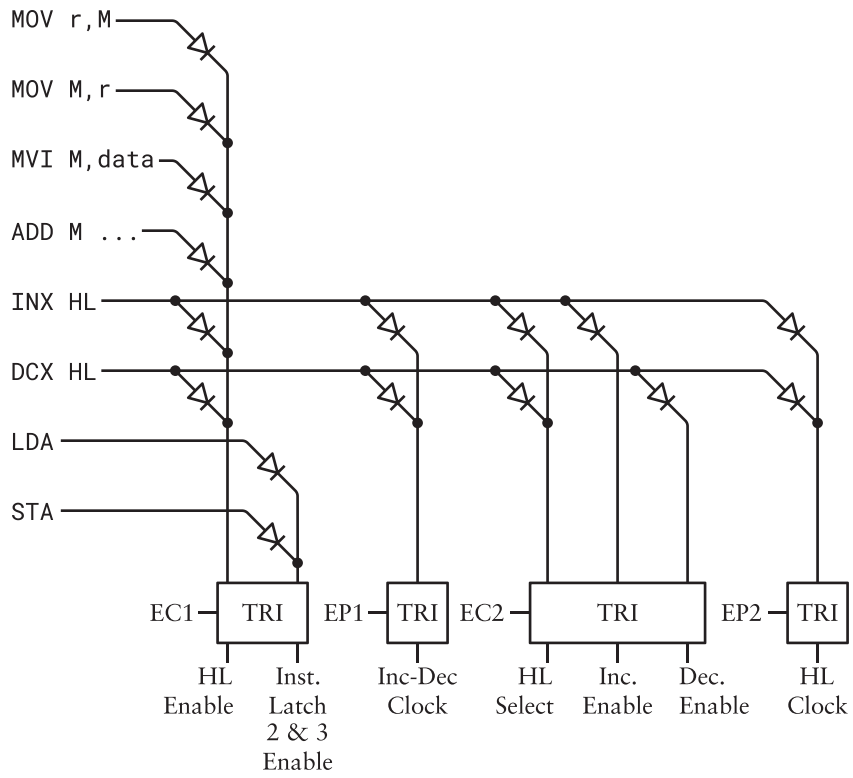 MOV r,M
MOV M,r
MVI M,data
ADD M ...
INX HL
DCX HL
LDA
STA
EC1 TRI EP1 TRI EC2 TRI EP2 TRI
HL Enable
Inst. Latch 2 & 3 Enable
Inc-Dec Clock
HL Select
Inc. Enable
Dec. Enable
HL Clock